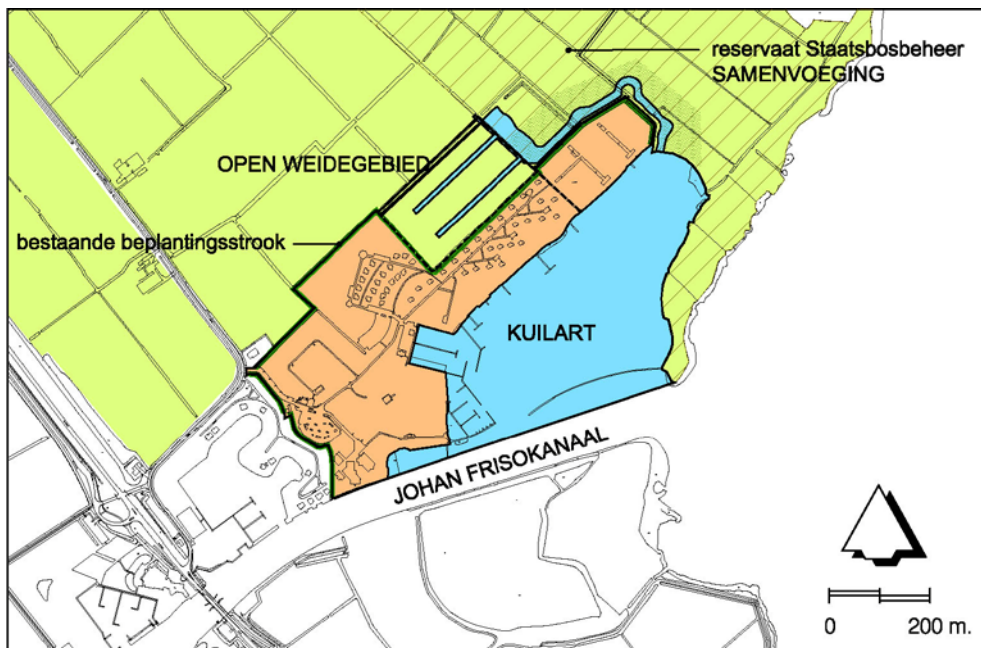 reservaat Staatsbosbeheer
SAMENVOEGING
OPEN WEIDEGEBIED
bestaande beplantingsstrook
KUILART
JOHAN FRISOKANAAL
0 200 m.